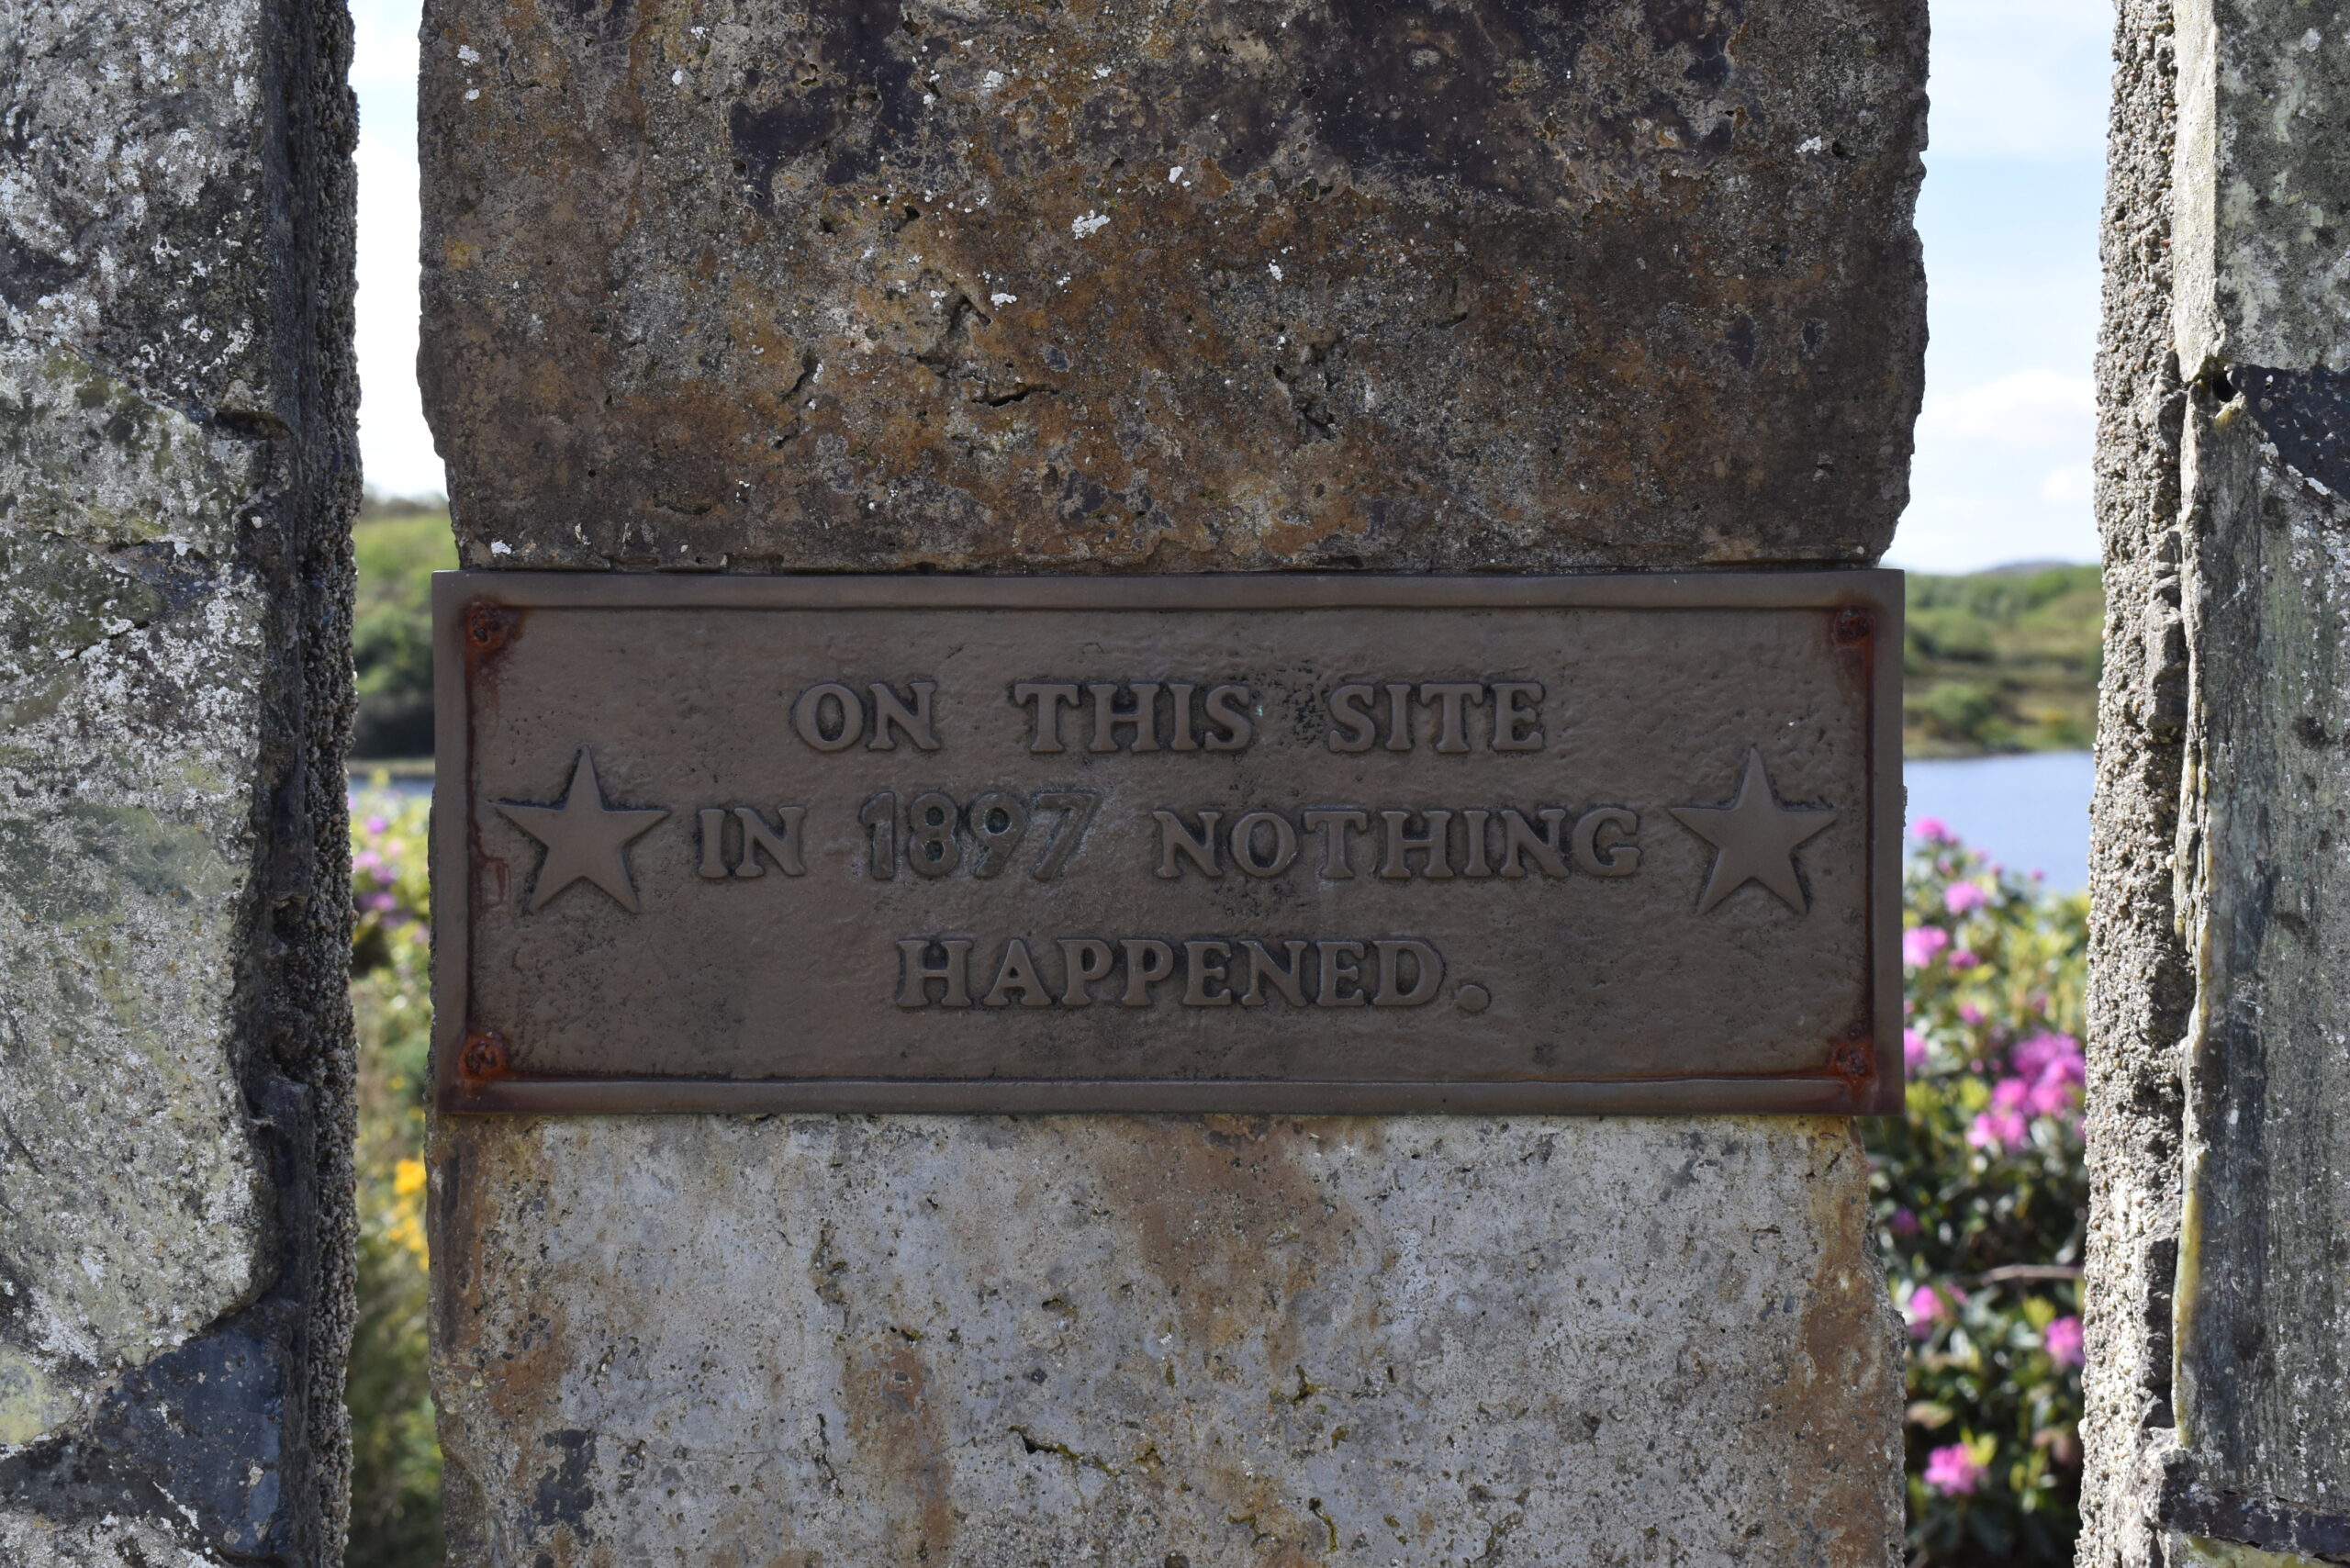 ON THIS SITE
IN 1897 NOTHING
HAPPENED.